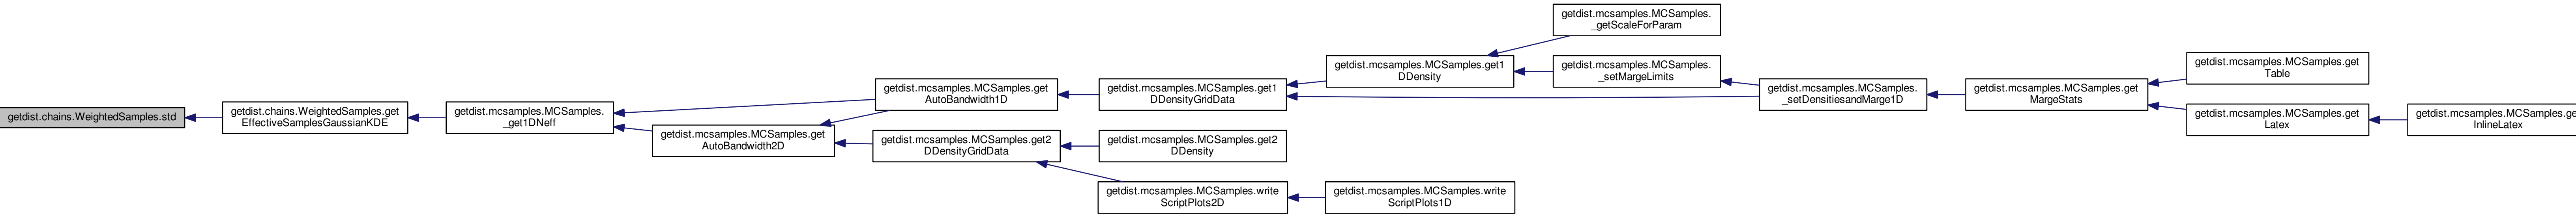 getdist.chains.WeightedSamples.std
getdist.chains.WeightedSamples.get
EffectiveSamplesGaussianKDE
getdist.mcsamples.MCSamples.
_get1DNeff
getdist.mcsamples.MCSamples.get
AutoBandwidth1D
getdist.mcsamples.MCSamples.get
AutoBandwidth2D
getdist.mcsamples.MCSamples.get1
DDensityGridData
getdist.mcsamples.MCSamples.get2
DDensityGridData
getdist.mcsamples.MCSamples.get2
DDensity
getdist.mcsamples.MCSamples.write
ScriptPlots2D
getdist.mcsamples.MCSamples.get1
DDensity
getdist.mcsamples.MCSamples.write
ScriptPlots1D
getdist.mcsamples.MCSamples.
_getScaleForParam
getdist.mcsamples.MCSamples.
_setMargeLimits
getdist.mcsamples.MCSamples.
_setDensitiesandMarge1D
getdist.mcsamples.MCSamples.get
MargeStats
getdist.mcsamples.MCSamples.get
Table
getdist.mcsamples.MCSamples.get
Latex
getdist.mcsamples.MCSamples.ge
InlineLatex